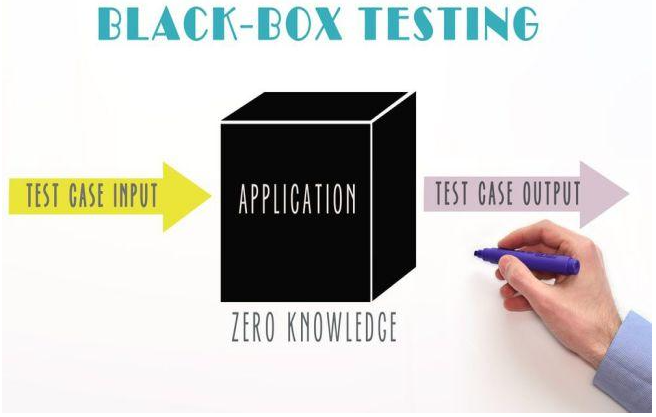 BLACK-BOX TESTING
TEST CASE INPUT
APPLICATION
TEST CASE OUTPUT
ZERO KNOWLEDGE